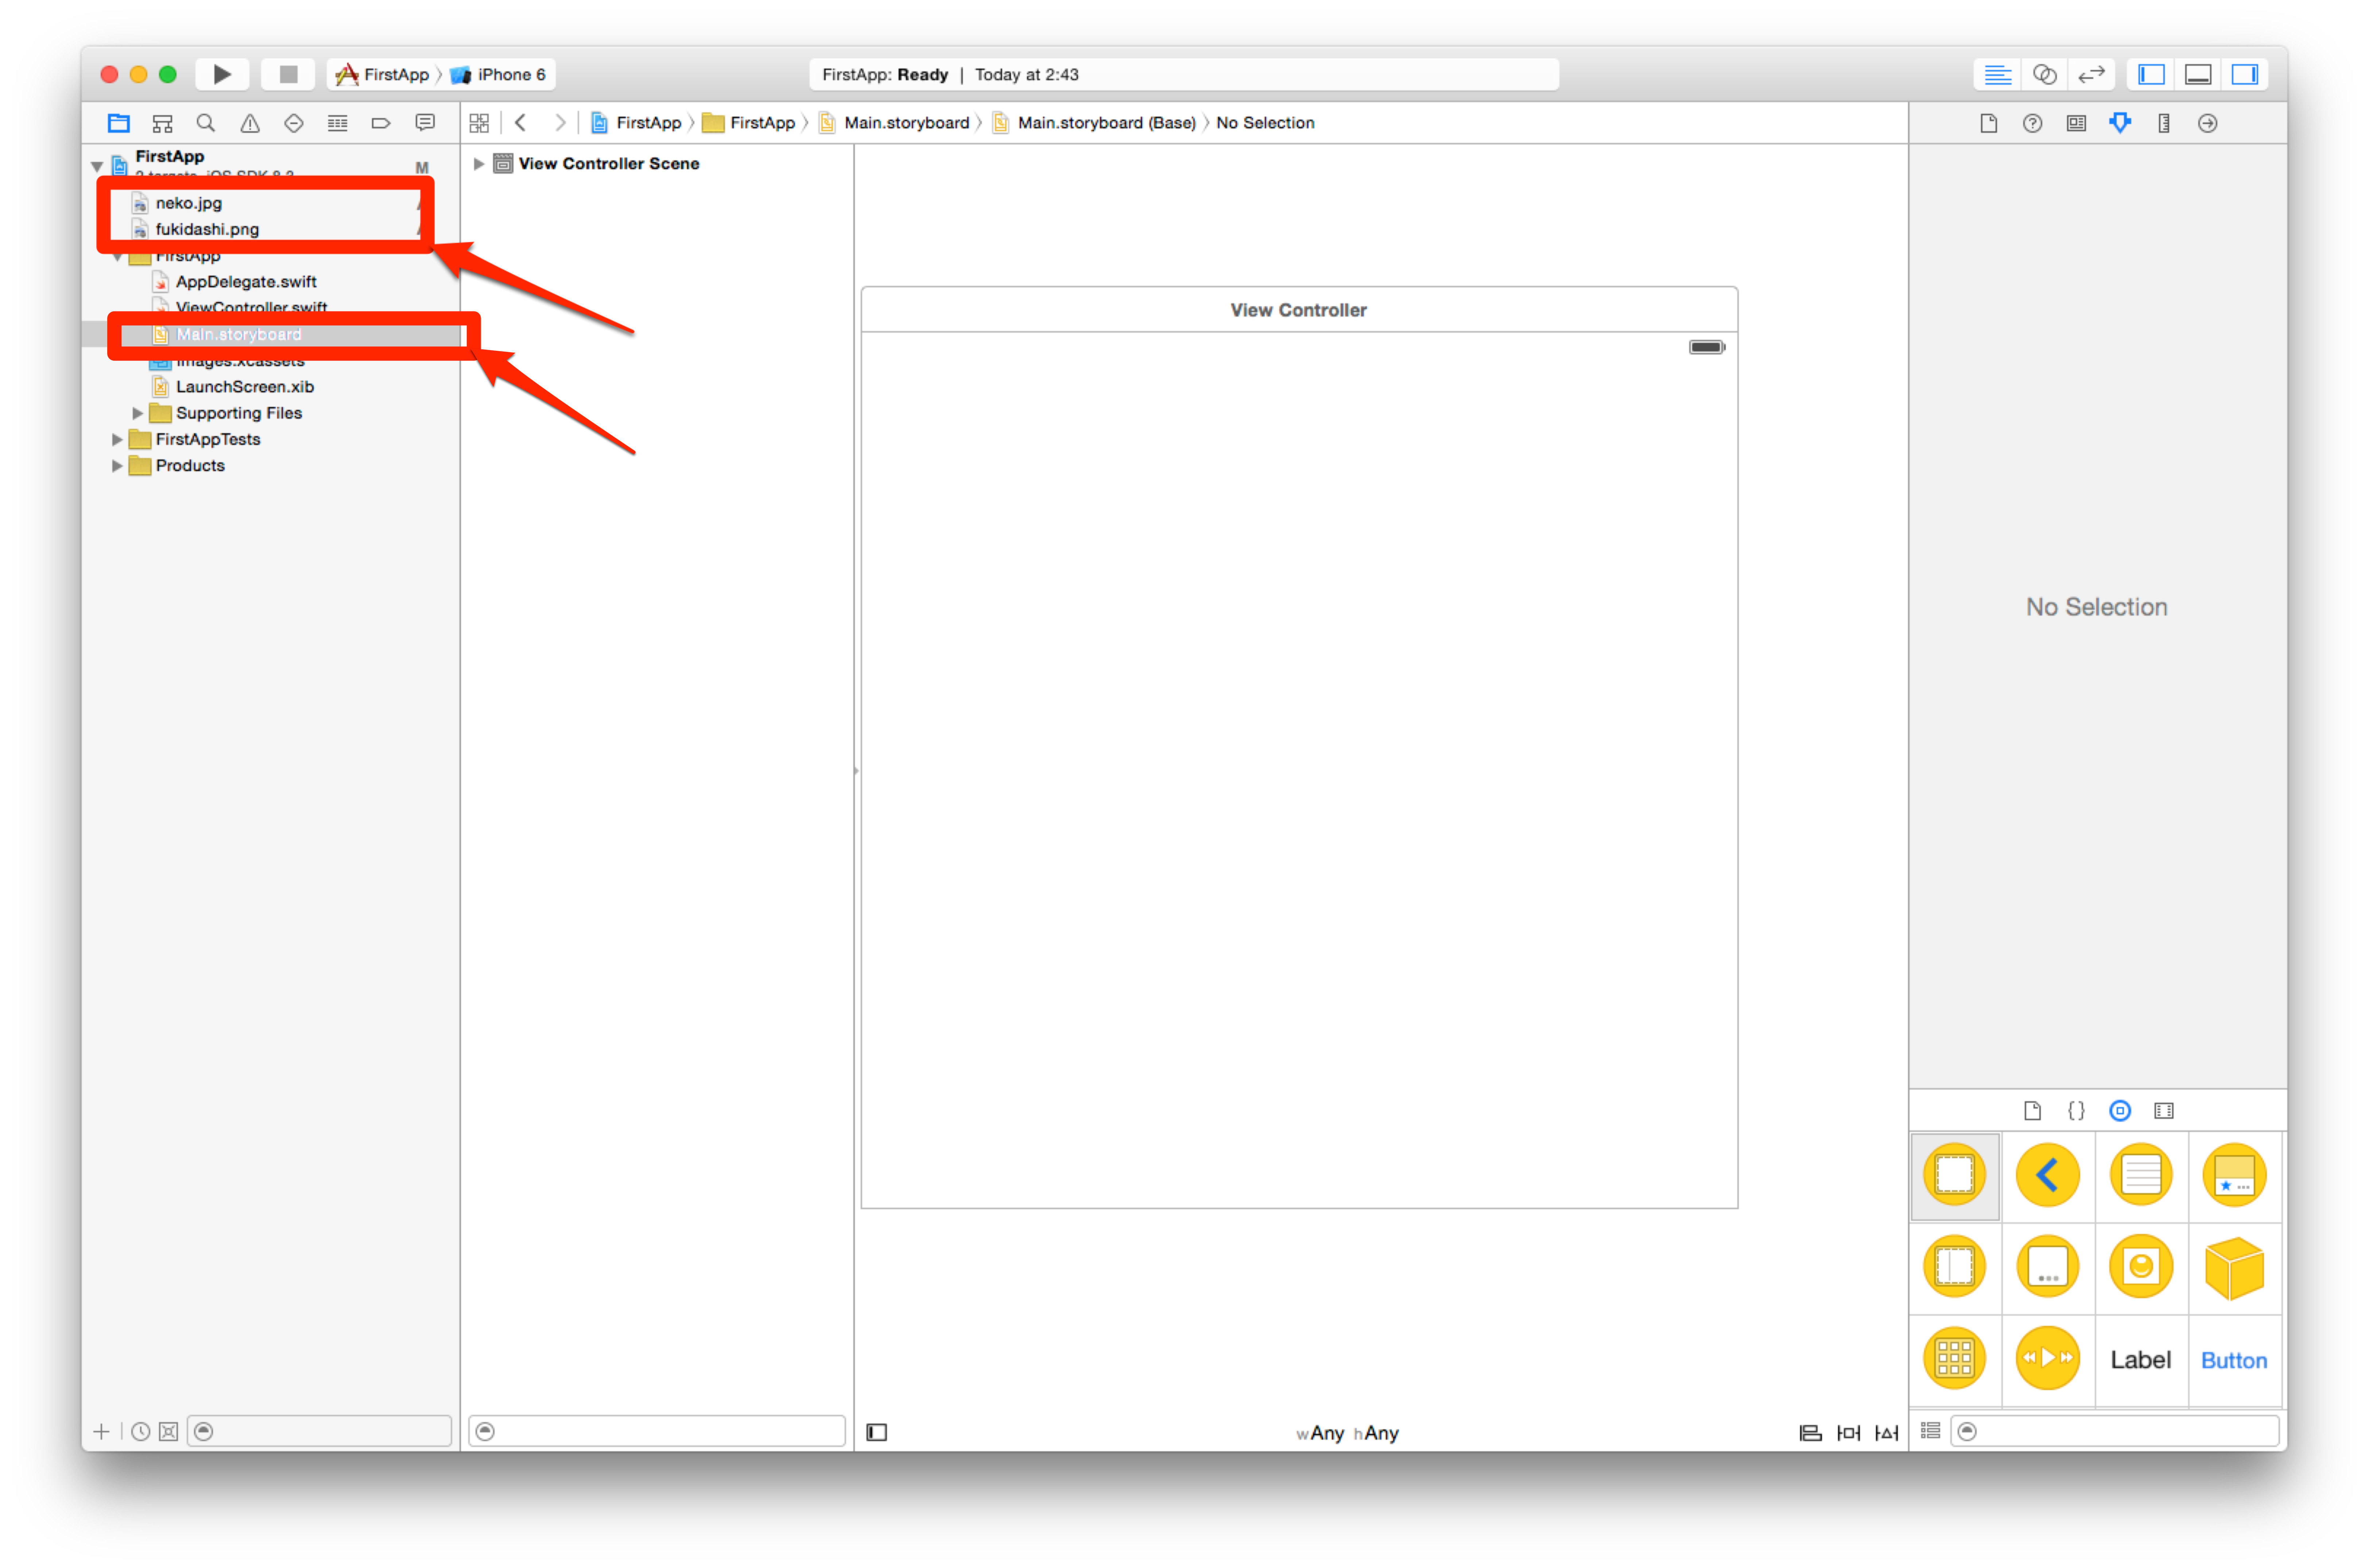 FirstApp 〉 iPhone 6
FirstApp: Ready | Today at 2:43
FirstApp 〉 FirstApp 〉 Main.storyboard 〉 Main.storyboard (Base) 〉 No Selection
FirstApp
M
2 targets, iOS SDK 8.3
neko.jpg
fukidashi.png
FirstApp
AppDelegate.swift
ViewController.swift
Main.storyboard
Images.xcassets
LaunchScreen.xib
Supporting Files
FirstAppTests
Products
View Controller Scene
View Controller
wAny hAny
No Selection
{}
Label
Button